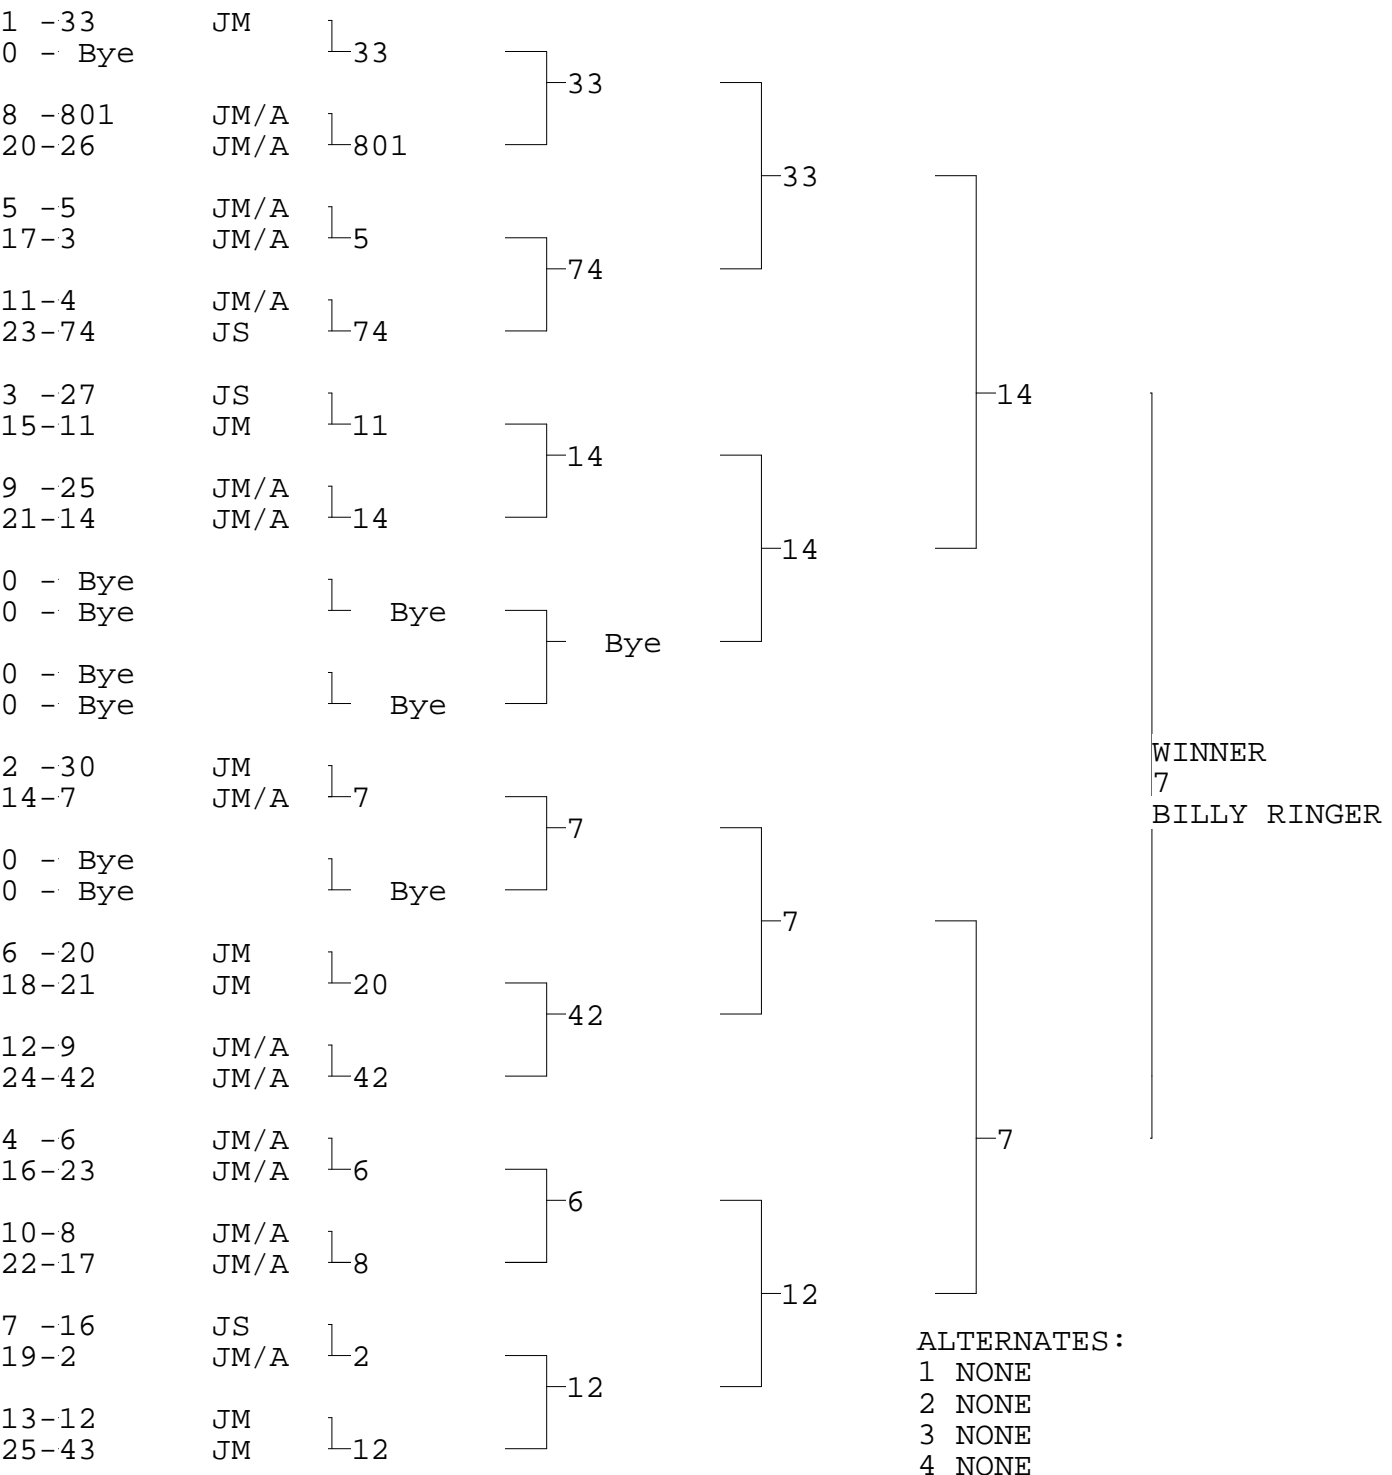 1 -33 JM
0 - Bye 33
33
8 -801 JM/A
20-26 JM/A 801
33
5 -5 JM/A
17-3 JM/A 5
74
11-4 JM/A
23-74 JS 74
3 -27 JS 14
15-11 JM 11
14
9 -25 JM/A
21-14 JM/A 14
14
0 - Bye
0 - Bye Bye
Bye
0 - Bye
0 - Bye Bye
WINNER
2 -30 JM
7
14-7 JM/A 7
BILLY RINGER
7
0 - Bye
0 - Bye Bye
7
6 -20 JM
18-21 JM 20
42
12-9 JM/A
24-42 JM/A 42
4 -6 JM/A 7
16-23 JM/A 6
6
10-8 JM/A
22-17 JM/A 8
12
7 -16 JS
ALTERNATES:
19-2 JM/A 2
1 NONE
12
2 NONE
13-12 JM
3 NONE
25-43 JM 12
4 NONE